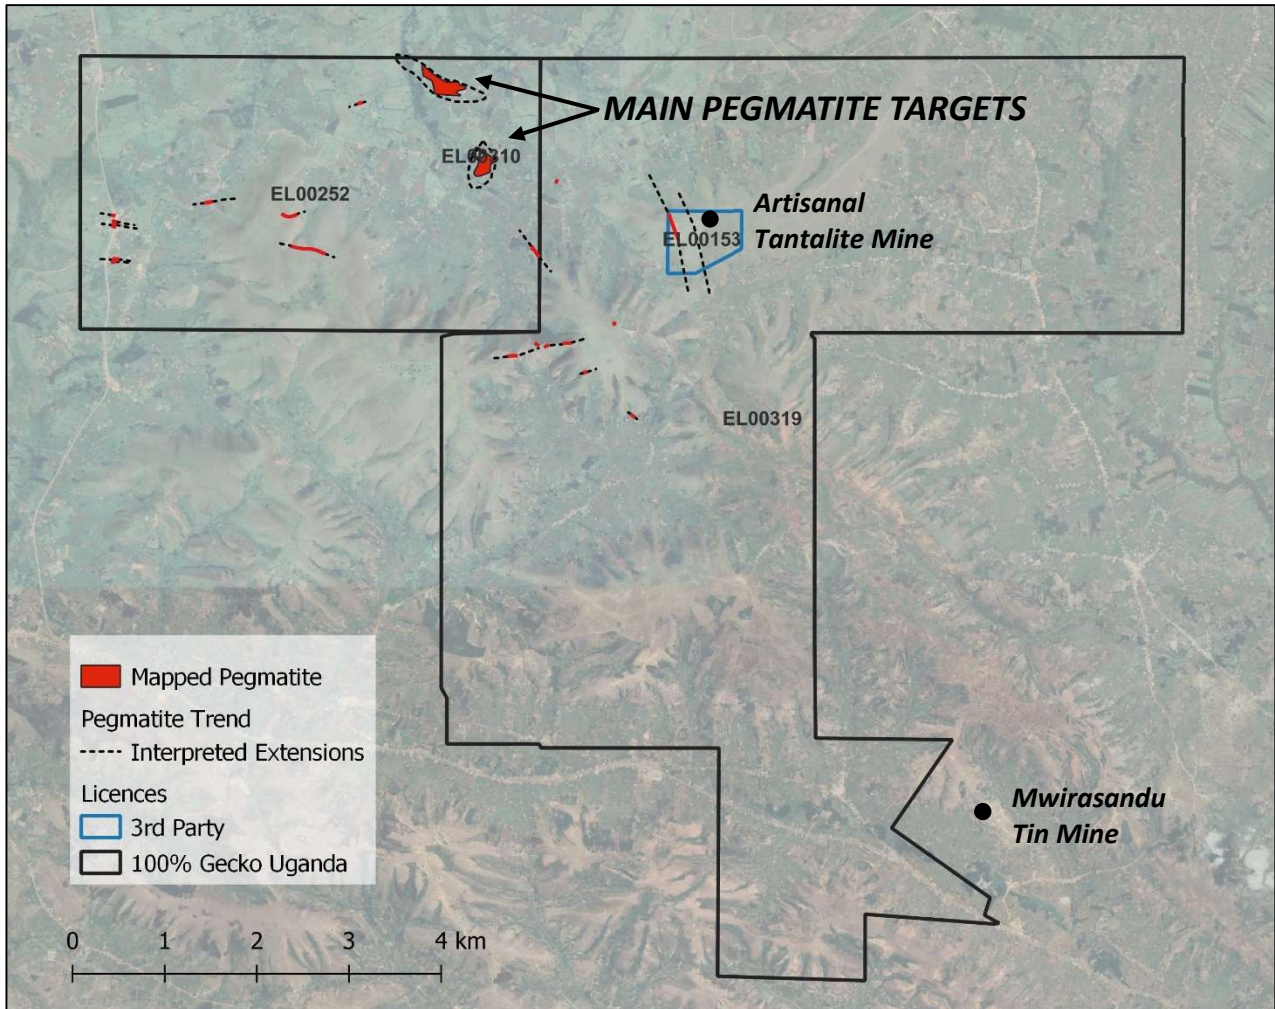 MAIN PEGMATITE TARGETS
EL00310
EL00252
Artisanal
Tantalite Mine
EL00153
EL00319
Mapped Pegmatite
Pegmatite Trend
Interpreted Extensions
Licences
3rd Party
100% Gecko Uganda
Mwirasandu
Tin Mine
0 1 2 3 4 km